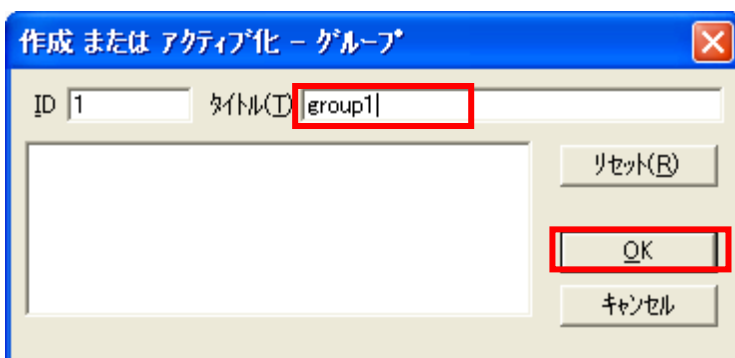 作成 または アクティブ化 - グループ
ID 1 タイトル(T) group1
リセット(R)
OK
キャンセル